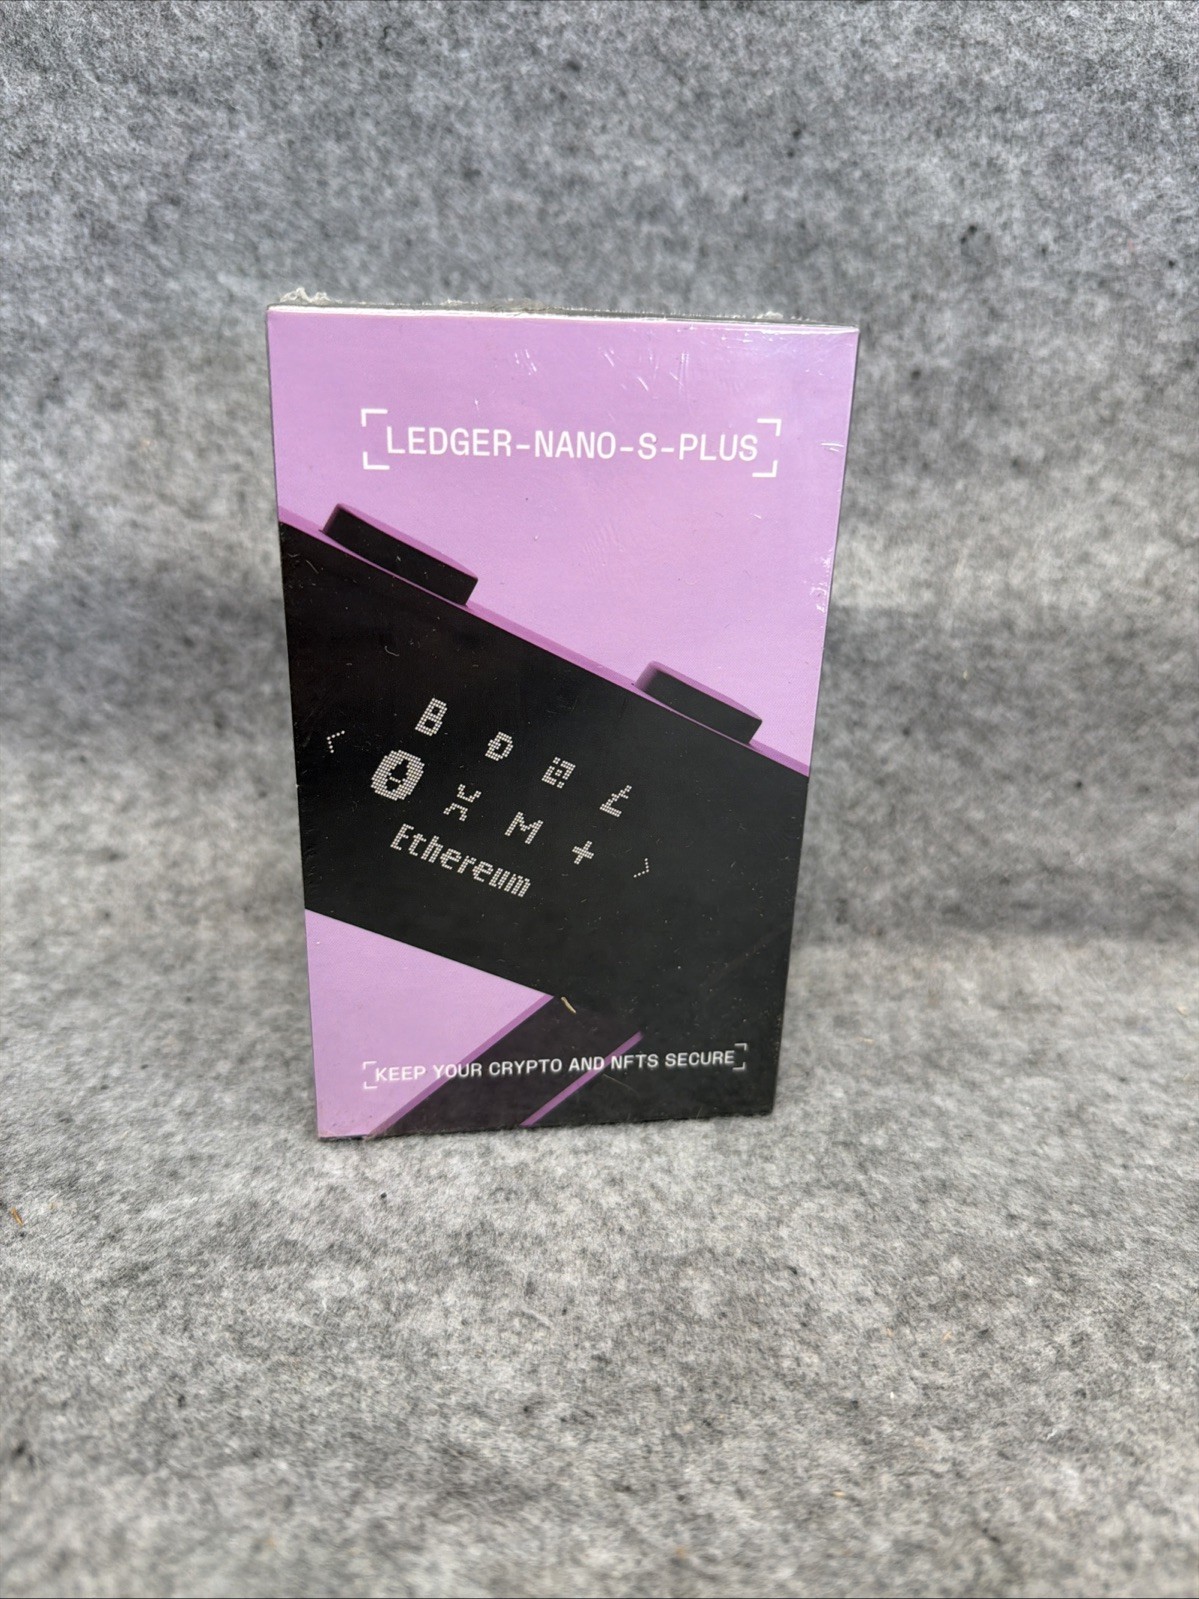 LEDGER-NANO-S-PLUS
Ethereum
KEEP YOUR CRYPTO AND NFTS SECURE